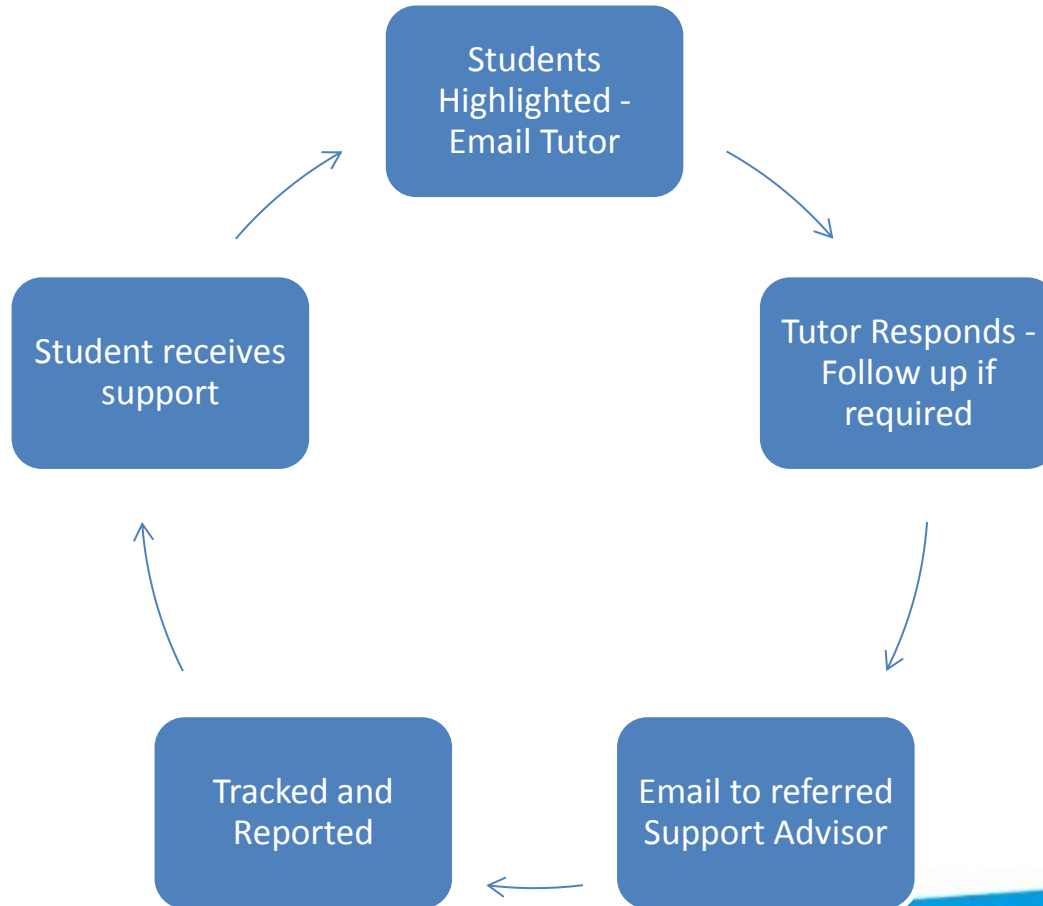 Students
Highlighted -
Email Tutor
Tutor Responds -
Follow up if
required
Email to referred
Support Advisor
Tracked and
Reported
Student receives
support